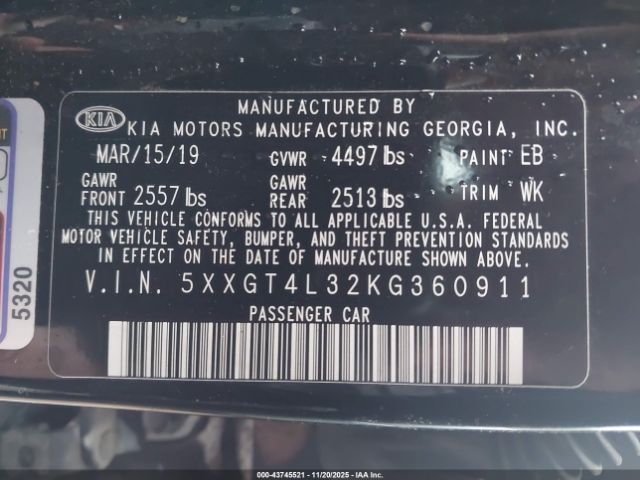 MANUFACTURED BY
KIA KIA MOTORS MANUFACTURING GEORGIA, INC.
MAR/15/19 GVWR 4497 lbs PAINT EB
GAWR FRONT 2557 lbs GAWR REAR 2513 lbs TRIM WK
THIS VEHICLE CONFORMS TO ALL APPLICABLE U.S.A. FEDERAL
MOTOR VEHICLE SAFETY, BUMPER, AND THEFT PREVENTION STANDARDS
IN EFFECT ON THE DATE OF MANUFACTURE SHOWN ABOVE.
V.I.N. 5XXGT4L32KG360911
PASSENGER CAR
5320
000-43745521 - 11/20/2025 - IAA Corp.